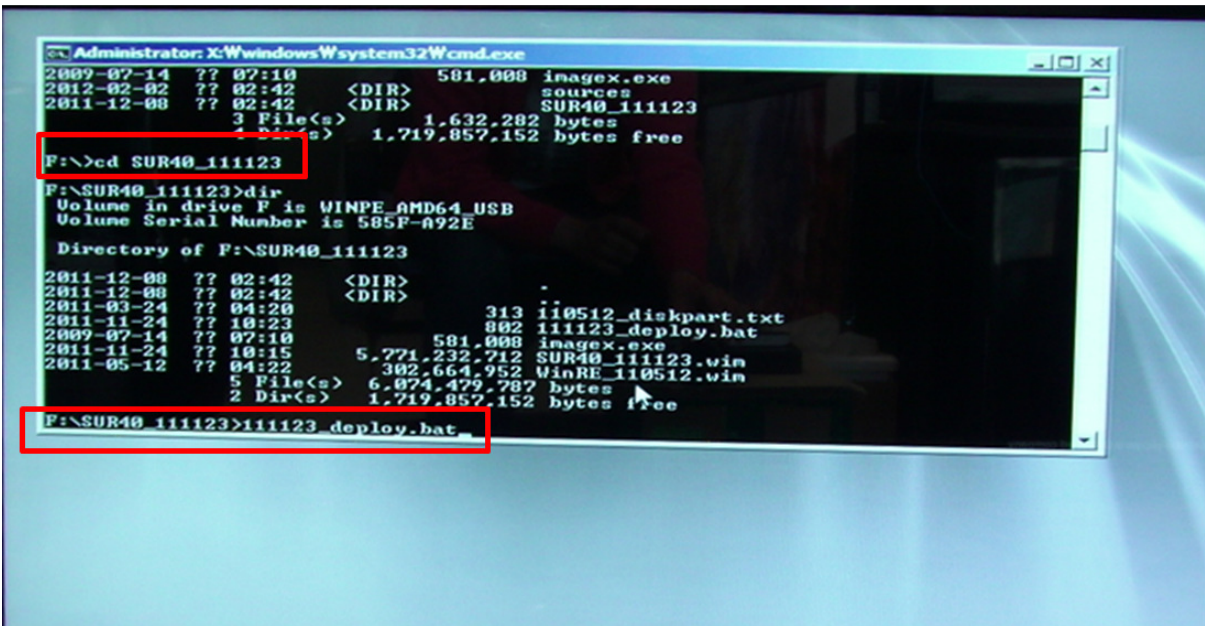 Administrator: X:₩windows₩system32₩cmd.exe
2009-07-14 ?? 07:10 581,008 imagex.exe
2012-02-02 ?? 02:42 <DIR> sources
2011-12-08 ?? 02:42 <DIR> SUR40_111123
3 File(s) 1,632,282 bytes
4 Dir(s) 1,719,857,152 bytes free
F:\>cd SUR40_111123
F:\SUR40_111123>dir
Volume in drive F is WINPE_AMD64_USB
Volume Serial Number is 585F-A92E
Directory of F:\SUR40_111123
2011-12-08 ?? 02:42 <DIR> .
2011-12-08 ?? 02:42 <DIR> ..
2011-03-24 ?? 04:20 313 110512_diskpart.txt
2011-11-24 ?? 10:23 802 111123_deploy.bat
2009-07-14 ?? 07:10 581,008 imagex.exe
2011-11-24 ?? 10:15 5,771,232,712 SUR40_111123.wim
2011-05-12 ?? 04:22 302,664,952 WinRE_110512.wim
5 File(s) 6,074,479,787 bytes
2 Dir(s) 1,719,857,152 bytes free
F:\SUR40_111123>111123_deploy.bat_